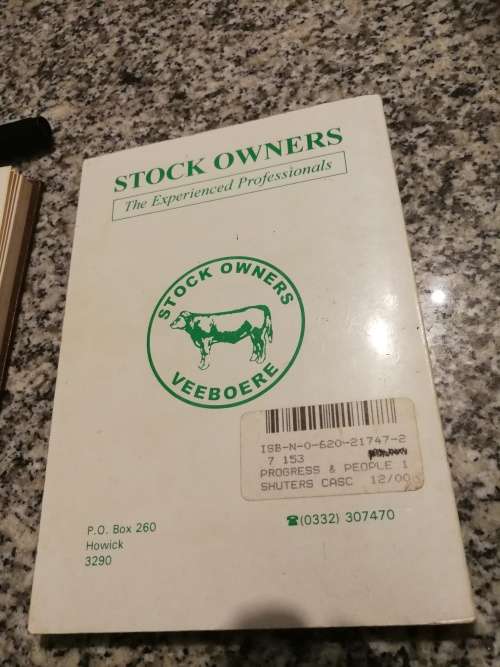 STOCK OWNERS
The Experienced Professionals
STOCK OWNERS
VEEBOERE
ISB-N-0-620-21747-2
7 153
PROGRESS & PEOPLE 1
SHUTERS CASC 12/00
P.O. Box 260
Howick
3290
☎(0332) 307470